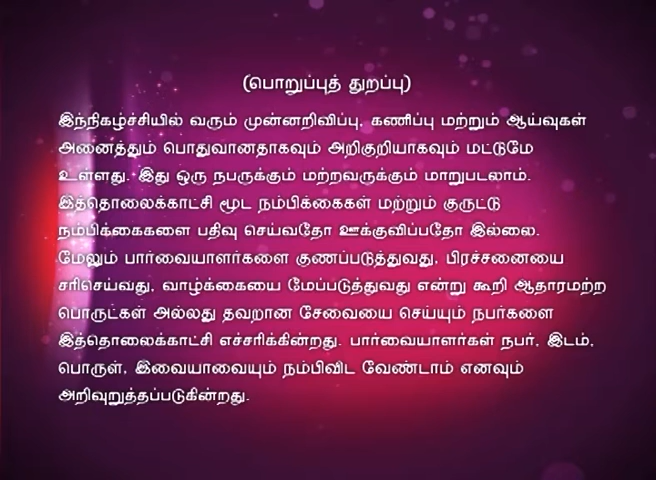 (பொறுப்புத் துறப்பு)
இந்நிகழ்ச்சியில் வரும் முன்னறிவிப்பு, கணிப்பு மற்றும் ஆய்வுகள்
அனைத்தும் பொதுவானதாகவும் அறிகுறியாகவும் மட்டுமே
உள்ளது. இது ஒரு நபருக்கும் மற்றவருக்கும் மாறுபடலாம்.
இத்தொலைக்காட்சி மூட நம்பிக்கைகள் மற்றும் குருட்டு
நம்பிக்கைகளை பதிவு செய்வதோ ஊக்குவிப்பதோ இல்லை.
மேலும் பார்வையாளர்களை குணப்படுத்துவது, பிரச்சனையை
சரிசெய்வது, வாழ்க்கையை மேப்படுத்துவது என்று கூறி ஆதாரமற்ற
பொருட்கள் அல்லது தவறான சேவையை செய்யும் நபர்களை
இத்தொலைக்காட்சி எச்சரிக்கின்றது. பார்வையாளர்கள் நபர், இடம்,
பொருள், இவையாவையும் நம்பிவிட வேண்டாம் எனவும்
அறிவுறுத்தப்படுகின்றது.